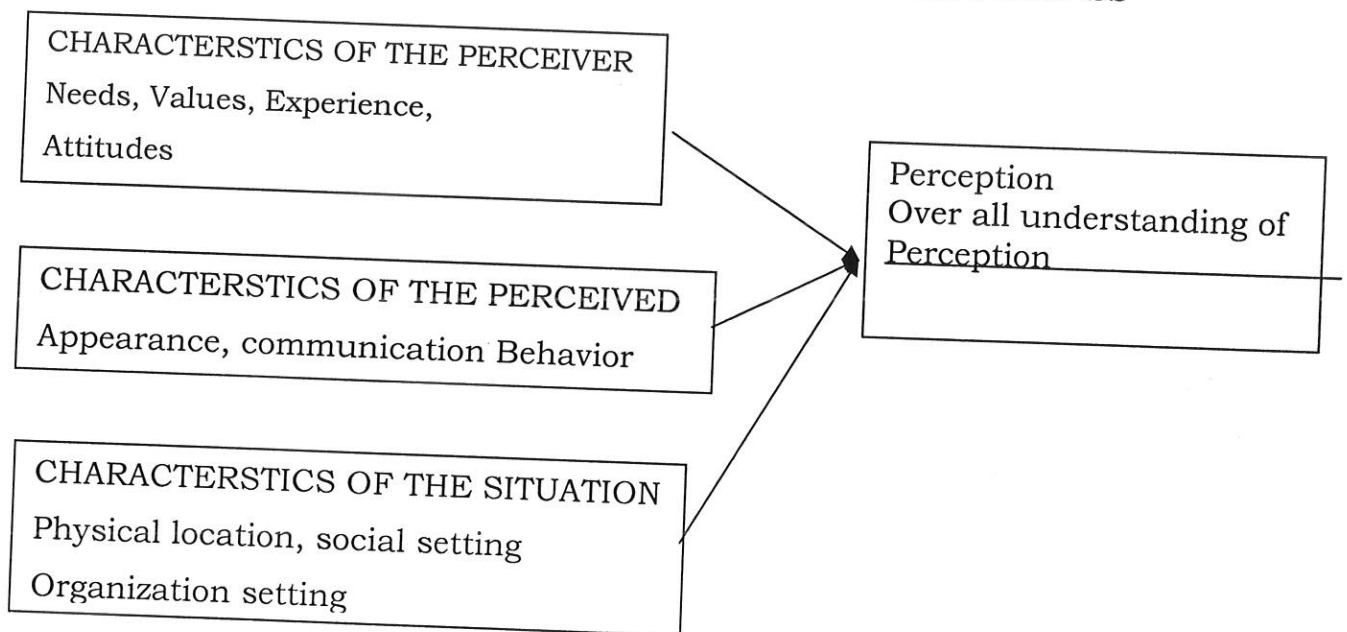 CHARACTERSTICS OF THE PERCEIVER
Needs, Values, Experience,
Attitudes
CHARACTERSTICS OF THE PERCEIVED
Appearance, communication Behavior
CHARACTERSTICS OF THE SITUATION
Physical location, social setting
Organization setting
Perception
Over all understanding of
Perception